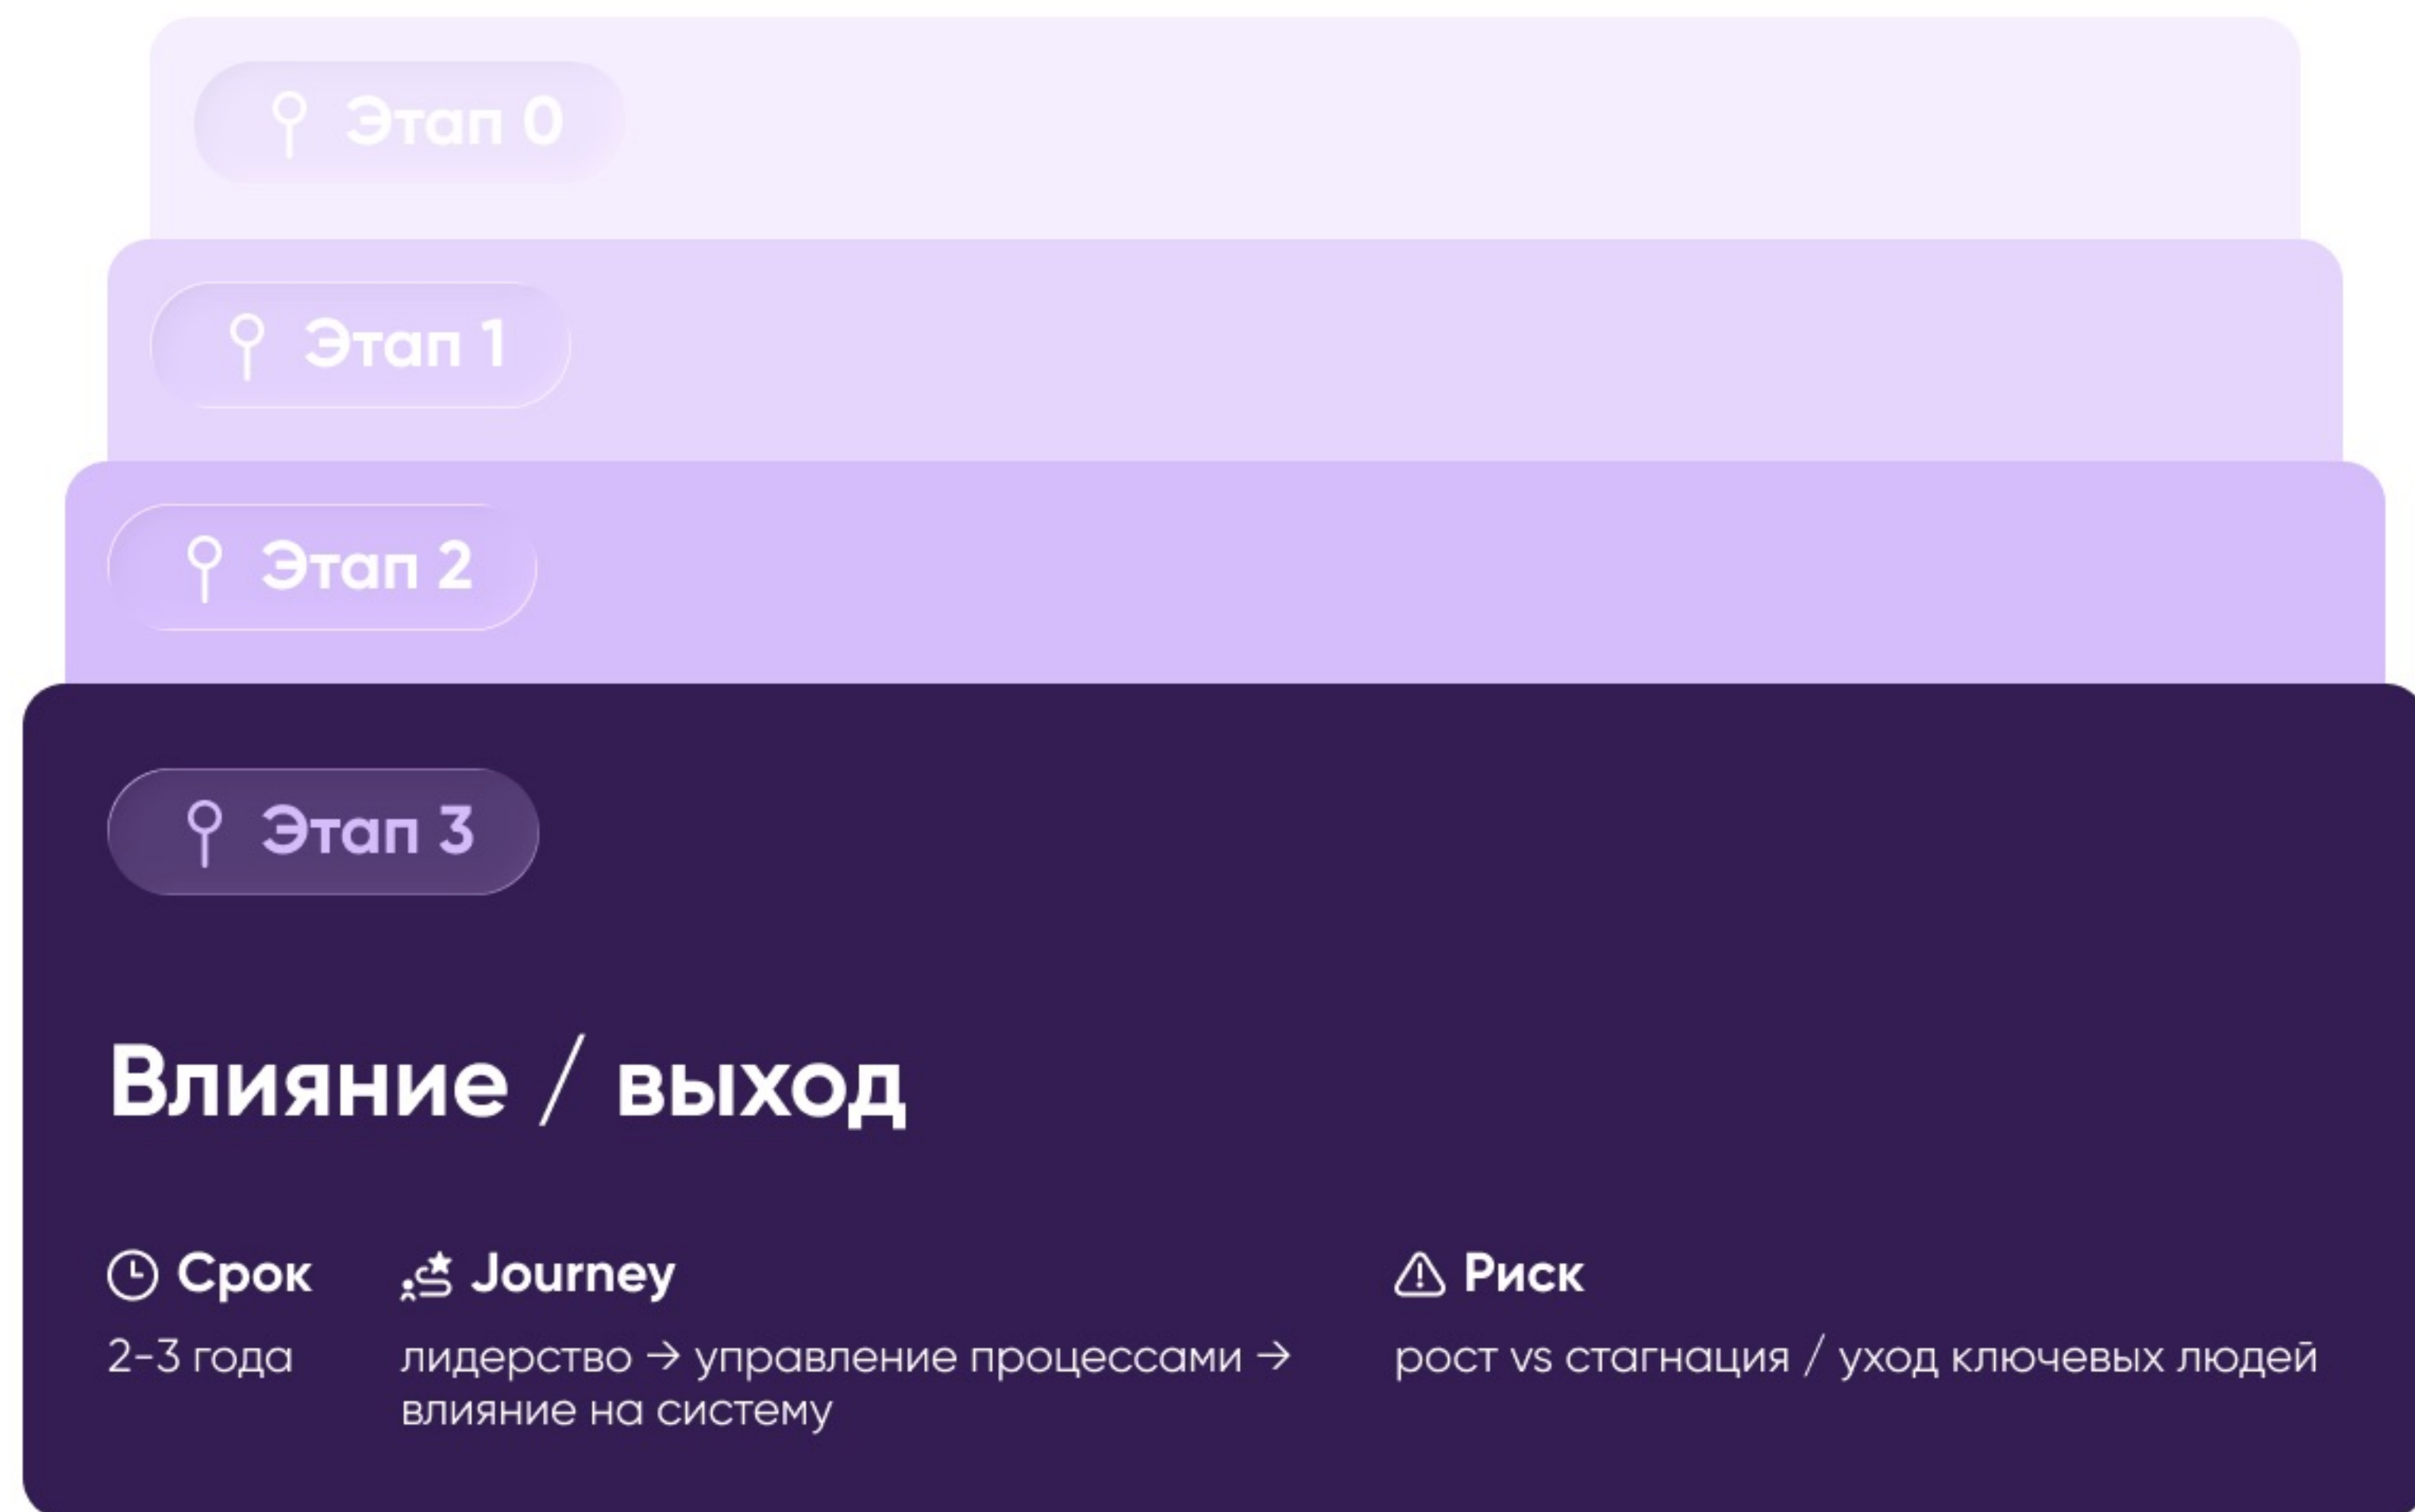 Этап 0
Этап 1
Этап 2
Этап 3
Влияние / выход
Срок
2-3 года
Journey
лидерство → управление процессами →
влияние на систему
Риск
рост vs стагнация / уход ключевых людей